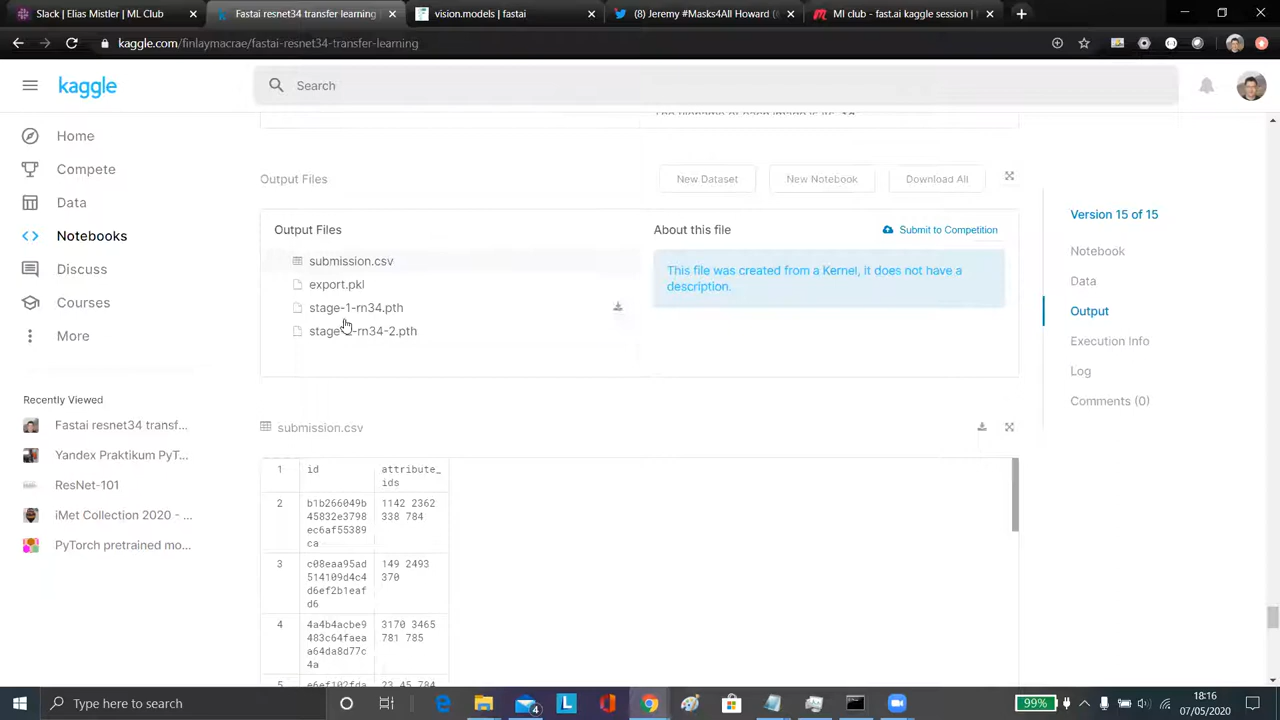 Slack | Elias Mistler | ML Club
Fastai resnet34 transfer learning
vision.models | fastai
(8) Jeremy #Masks4All Howard (
Ml club - fast.ai kaggle session |
kaggle.com/finlaymacrae/fastai-resnet34-transfer-learning
kaggle
Search
Home
Compete
Data
Notebooks
Discuss
Courses
More
Recently Viewed
Fastai resnet34 transf...
Yandex Praktikum PyT...
ResNet-101
iMet Collection 2020 - ...
PyTorch pretrained mo...
Output Files
New Dataset
New Notebook
Download All
Output Files
submission.csv
export.pkl
stage-1-rn34.pth
stage-1-rn34-2.pth
About this file
Submit to Competition
This file was created from a Kernel, it does not have a
description.
submission.csv
1 id attribute_
ids
2 b1b266049b 1142 2362
45832e3798 338 784
ec6af55389
ca
3 c08eaa95ad 149 2493
514109d4c4 370
d6ef2b1eaf
d6
4 4a4b4acbe9 3170 3465
483c64faea 781 785
a64da8d77c
4a
5 e6ef102fda 23 45 784
Version 15 of 15
Notebook
Data
Output
Execution Info
Log
Comments (0)
Type here to search
4
99%
18:16
07/05/2020